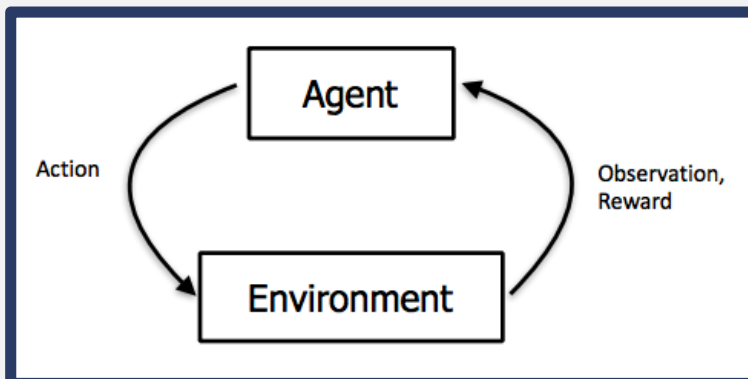 Agent
Action
Observation,
Reward
Environment